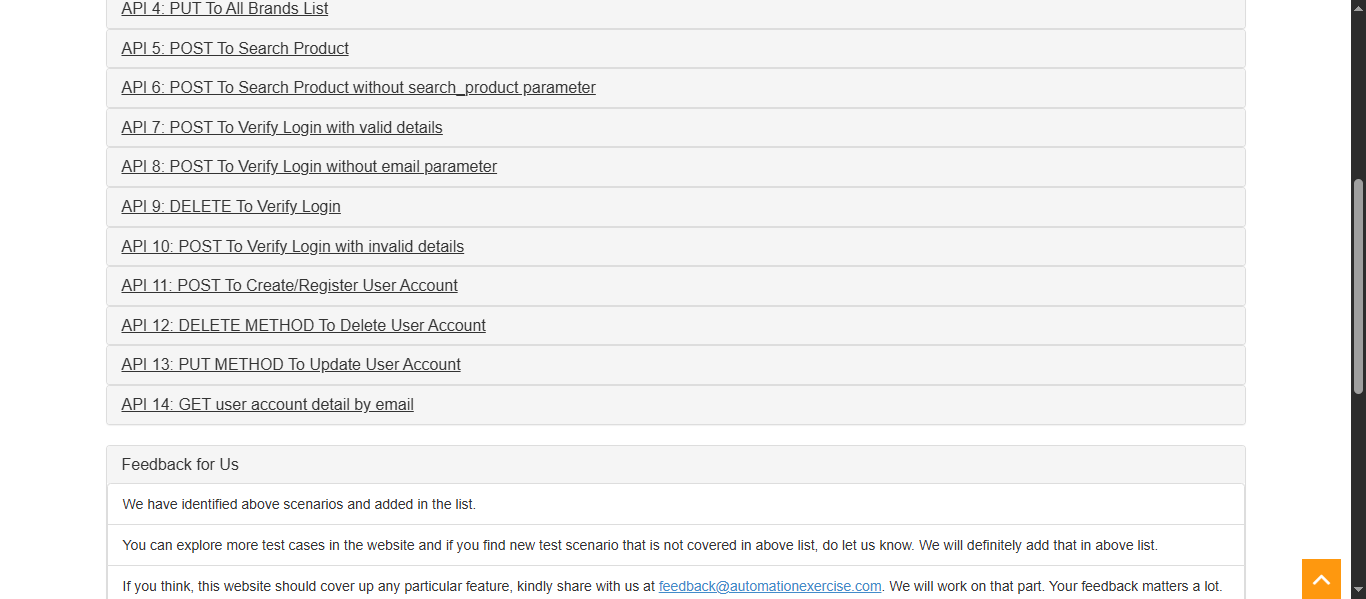 API 4: PUT To All Brands List
API 5: POST To Search Product
API 6: POST To Search Product without search_product parameter
API 7: POST To Verify Login with valid details
API 8: POST To Verify Login without email parameter
API 9: DELETE To Verify Login
API 10: POST To Verify Login with invalid details
API 11: POST To Create/Register User Account
API 12: DELETE METHOD To Delete User Account
API 13: PUT METHOD To Update User Account
API 14: GET user account detail by email
Feedback for Us
We have identified above scenarios and added in the list.
You can explore more test cases in the website and if you find new test scenario that is not covered in above list, do let us know. We will definitely add that in above list.
If you think, this website should cover up any particular feature, kindly share with us at feedback@automationexercise.com. We will work on that part. Your feedback matters a lot.